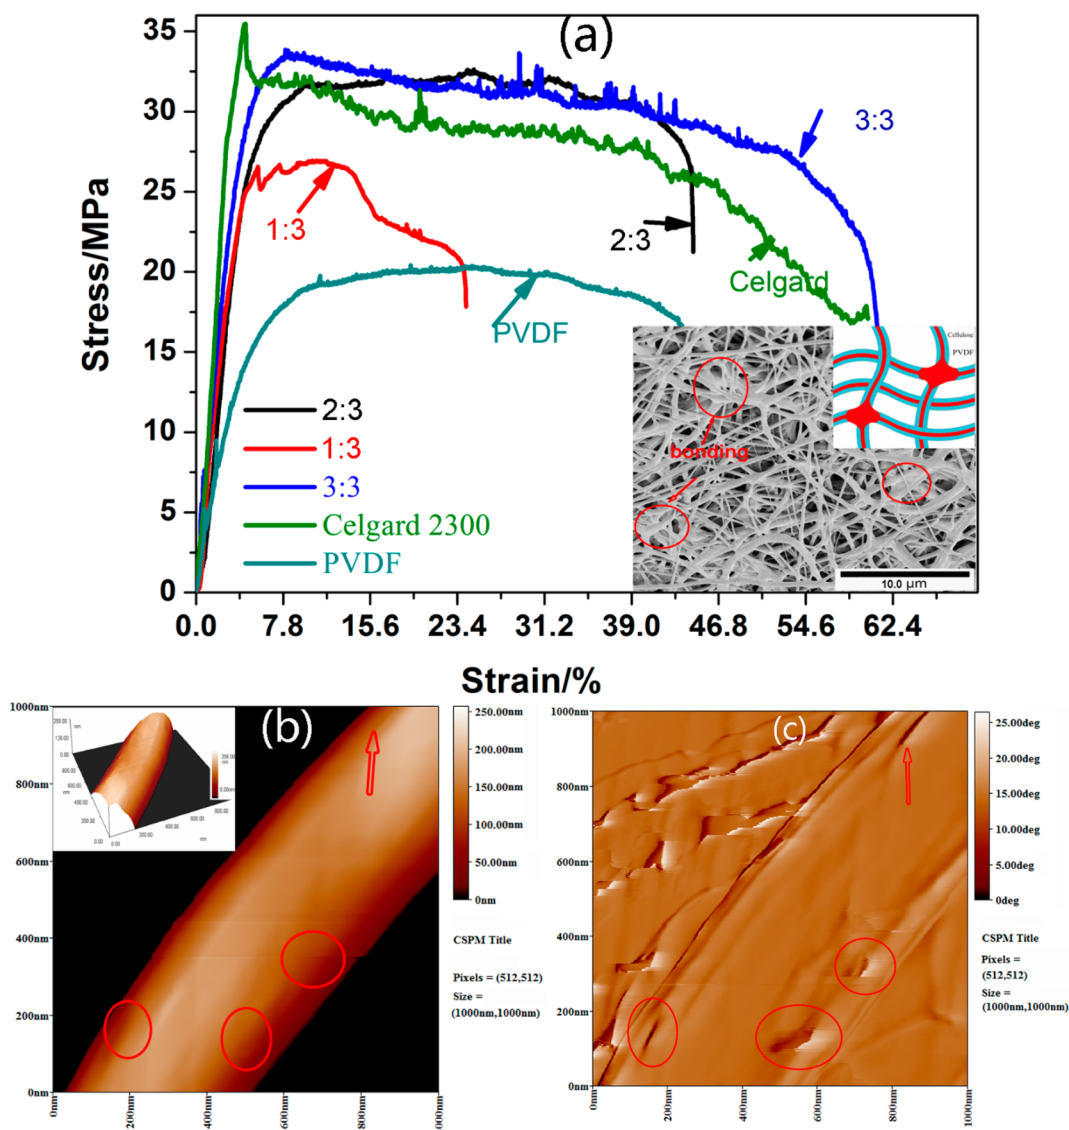 (a)
35
30
25
20
15
10
5
0
Stress/MPa
3:3
1:3
2:3
Celgard
PVDF
2:3
1:3
3:3
Celgard 2300
PVDF
Cellulose
PVDF
bonding
10.0 μm
0.0 7.8 15.6 23.4 31.2 39.0 46.8 54.6 62.4
Strain/%
(b)
1000nm
800nm
600nm
400nm
200nm
0nm
0nm 200nm 400nm 600nm 800nm 000nm
250.00nm
200.00nm
150.00nm
100.00nm
50.00nm
0nm
CSPM Title
Pixels = (512,512)
Size =
(1000nm,1000nm)
(c)
1000nm
800nm
600nm
400nm
200nm
0nm
0nm 200nm 400nm 600nm 800nm 1000nm
25.00deg
20.00deg
15.00deg
10.00deg
5.00deg
0deg
CSPM Title
Pixels =
(512,512)
Size =
(1000nm,1000nm)